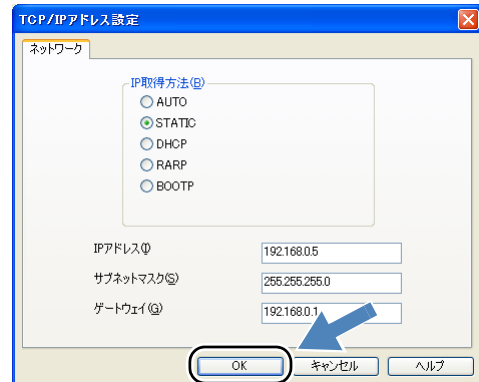 TCP/IPアドレス設定
ネットワーク
IP取得方法(B)
AUTO
STATIC
DHCP
RARP
BOOTP
IPアドレス(I) 192.168.0.5
サブネットマスク(S) 255.255.255.0
ゲートウェイ(G) 192.168.0.1
OK キャンセル ヘルプ